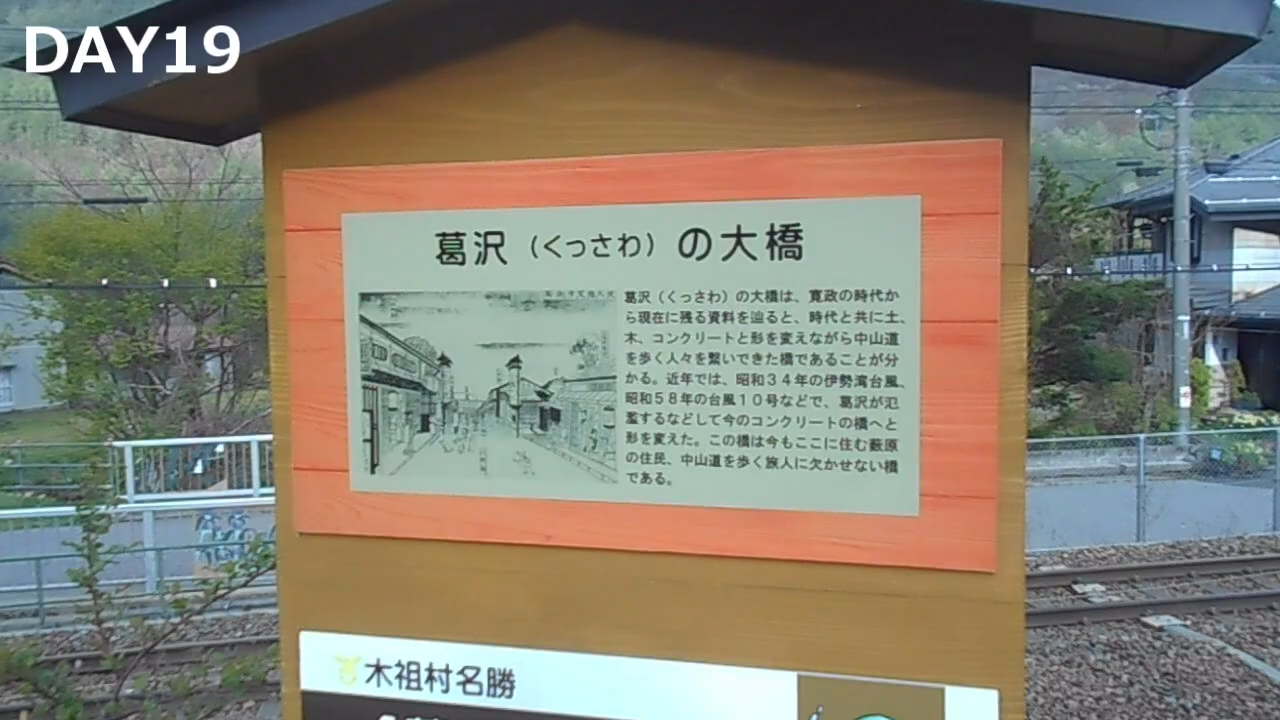 DAY19
葛沢（くっさわ）の大橋
葛沢（くっさわ）の大橋は、寛政の時代か
ら現在に残る資料を辿ると、時代と共に土、
木、コンクリートと形を変えながら中山道
を歩く人々を繋いできた橋であることが分
かる。近年では、昭和３４年の伊勢湾台風、
昭和５８年の台風１０号などで、葛沢が氾
濫するなどして今のコンクリートの橋へと
形を変えた。この橋は今もここに住む藪原
の住民、中山道を歩く旅人に欠かせない橋
である。
木祖村名勝